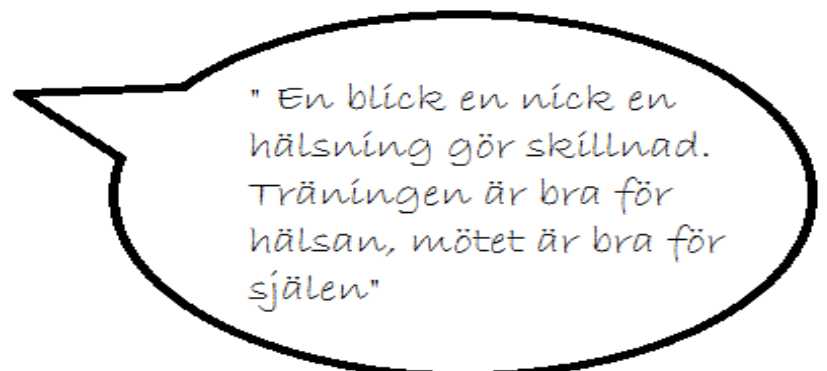 " En blick en nick en
hälsning gör skillnad.
Träningen är bra för
hälsan, mötet är bra för
själen"